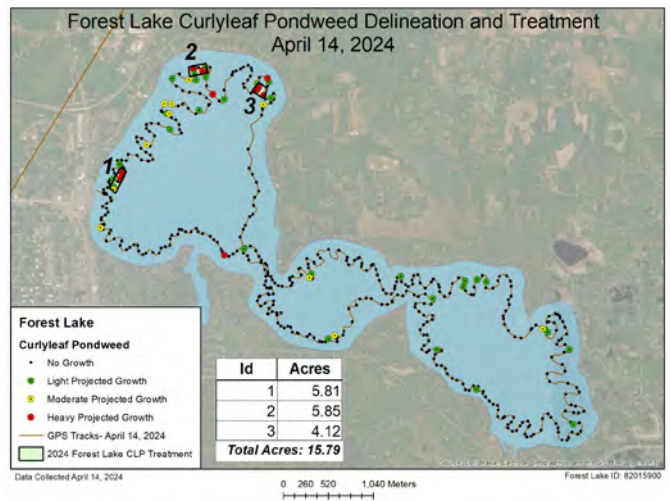 Forest Lake Curlyleaf Pondweed Delineation and Treatment
April 14, 2024
2
3
1
Forest Lake
Curlyleaf Pondweed
No Growth
Light Projected Growth
Moderate Projected Growth
Heavy Projected Growth
GPS Tracks- April 14, 2024
2024 Forest Lake CLP Treatment
Id Acres
1 5.81
2 5.85
3 4.12
Total Acres: 15.79
Data Collected April 14, 2024
Forest Lake ID: 82015900
0 260 520 1,040 Meters